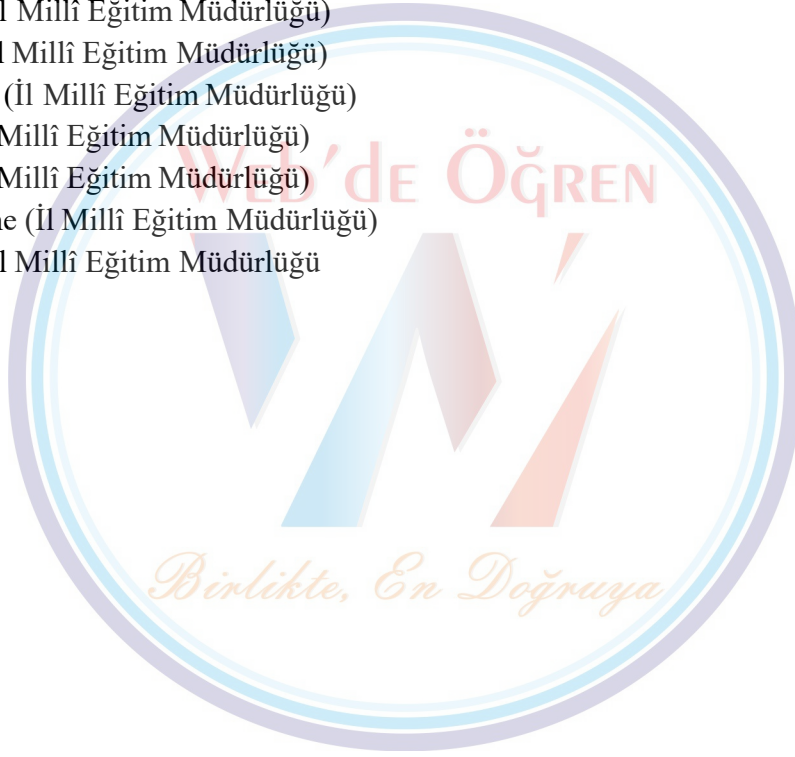 l Millî Eğitim Müdürlüğü)
l Millî Eğitim Müdürlüğü)
(İl Millî Eğitim Müdürlüğü)
Millî Eğitim Müdürlüğü)
Millî Eğitim Müdürlüğü)
ne (İl Millî Eğitim Müdürlüğü)
l Millî Eğitim Müdürlüğü
Web'de Öğren
Birlikte, En Doğruya